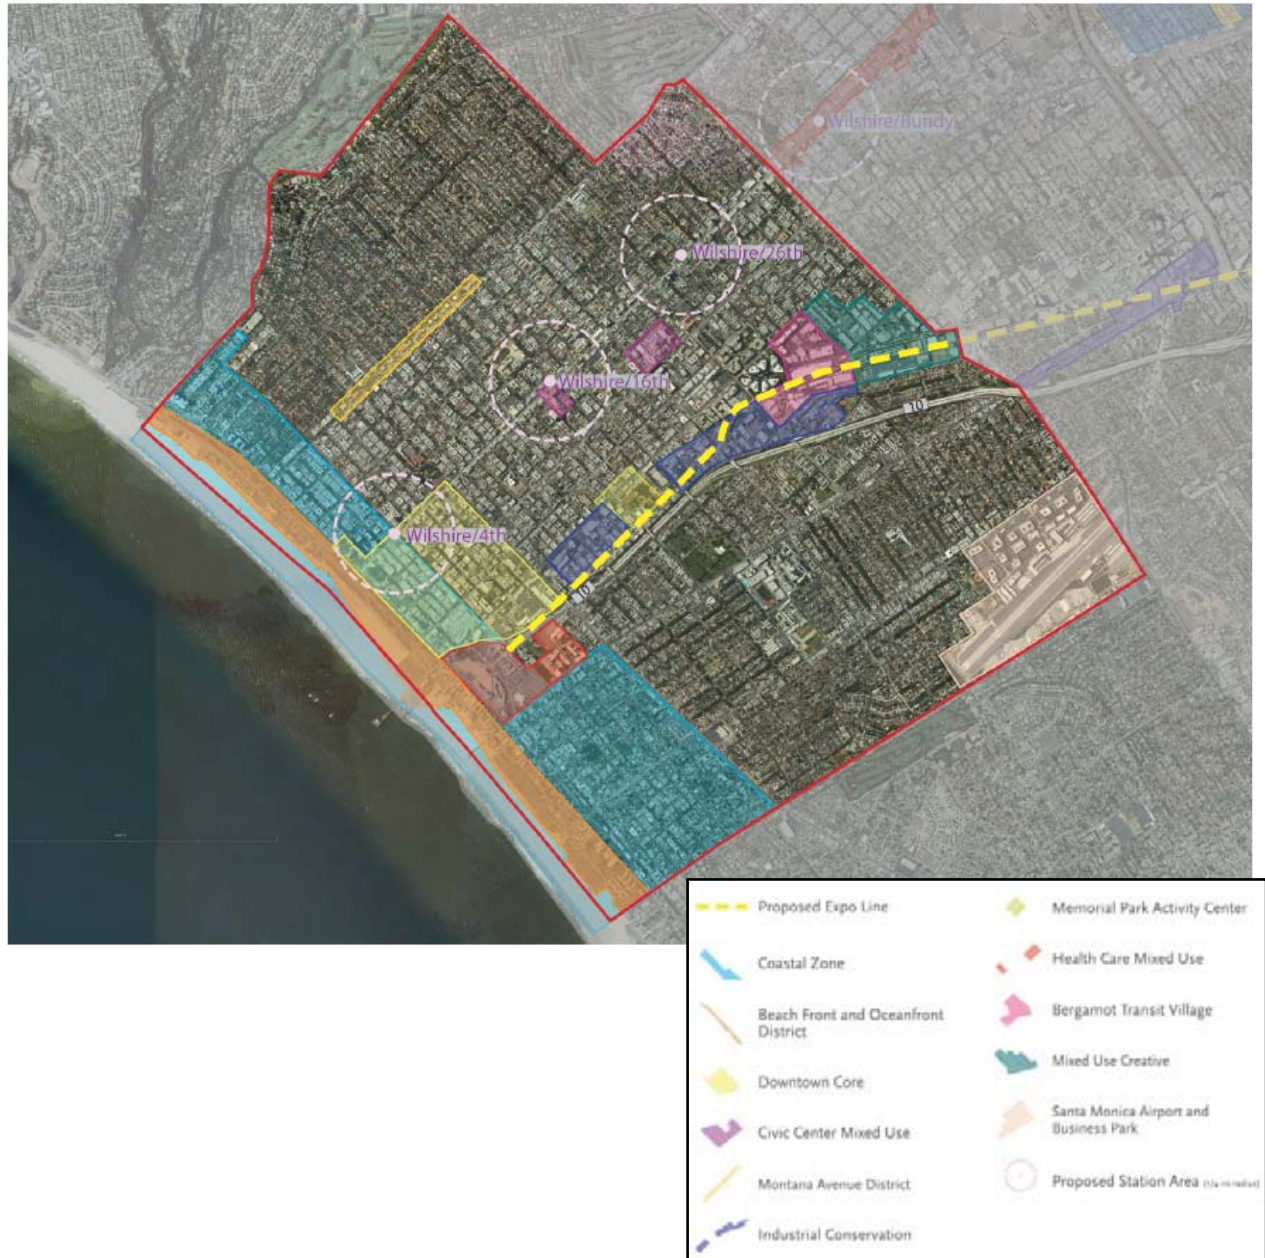 Wilshire/Bundy
Wilshire/26th
Wilshire/16th
10
Wilshire/4th
10
Proposed Expo Line
Coastal Zone
Beach Front and Oceanfront
District
Downtown Core
Civic Center Mixed Use
Montana Avenue District
Industrial Conservation
Memorial Park Activity Center
Health Care Mixed Use
Bergamot Transit Village
Mixed Use Creative
Santa Monica Airport and
Business Park
Proposed Station Area